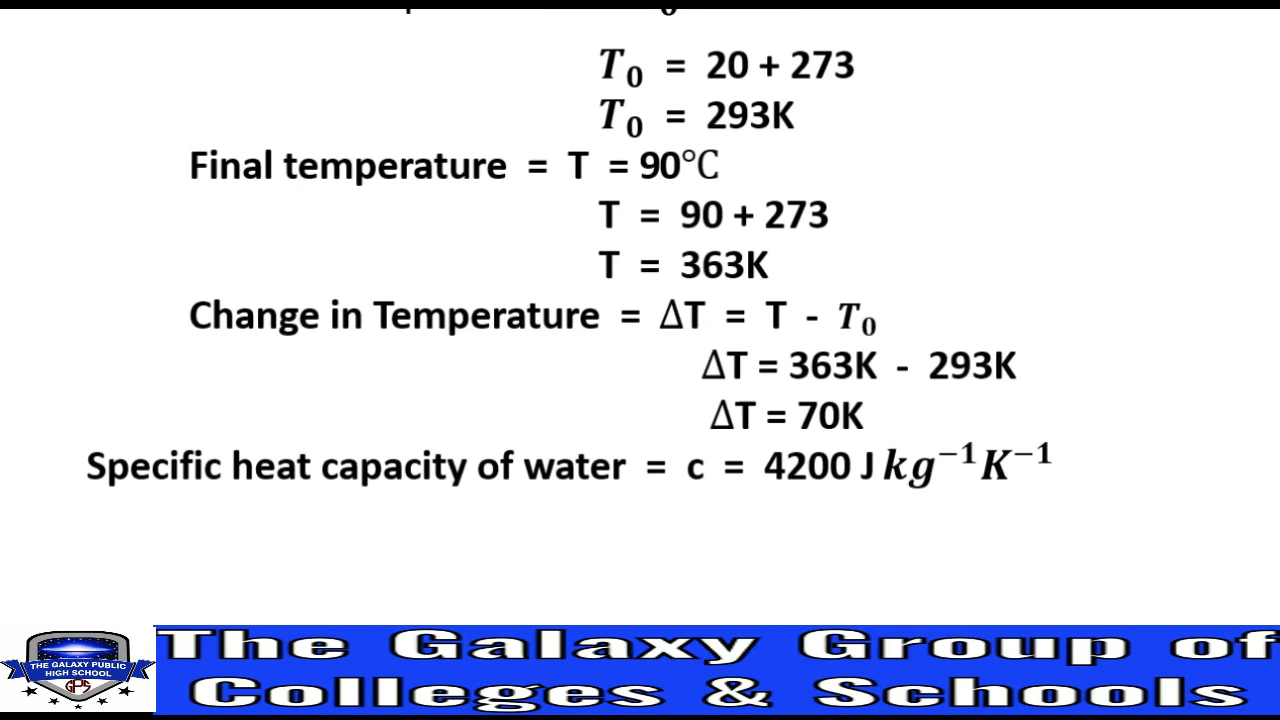 T₀ = 20 + 273
T₀ = 293K
Final temperature = T = 90°C
T = 90 + 273
T = 363K
Change in Temperature = ΔT = T - T₀
ΔT = 363K - 293K
ΔT = 70K
Specific heat capacity of water = c = 4200 J kg⁻¹K⁻¹
THE GALAXY PUBLIC
HIGH SCHOOL
GPS
The Galaxy Group of
Colleges & Schools